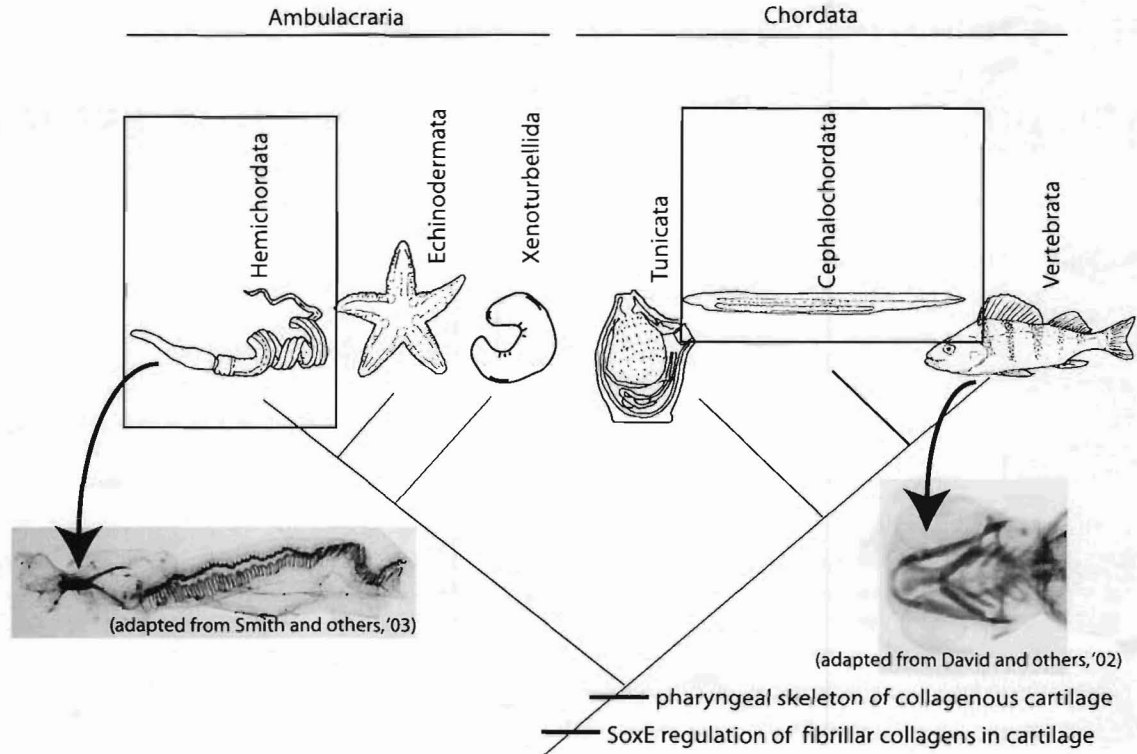 Ambulacraria
Chordata
Hemichordata
Echinodermata
Xenoturbellida
Tunicata
Cephalochordata
Vertebrata
(adapted from Smith and others,'03)
(adapted from David and others,'02)
pharyngeal skeleton of collagenous cartilage
SoxE regulation of fibrillar collagens in cartilage